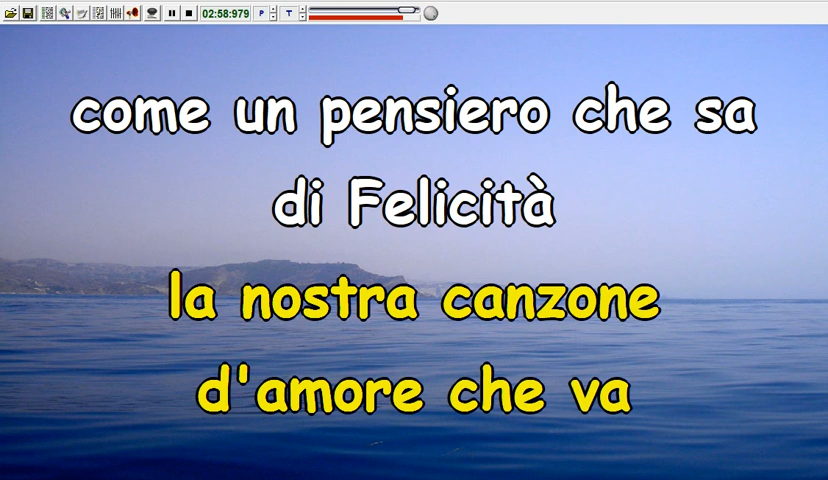 02:58:979
P
T
come un pensiero che sa
di Felicità
la nostra canzone
d'amore che va